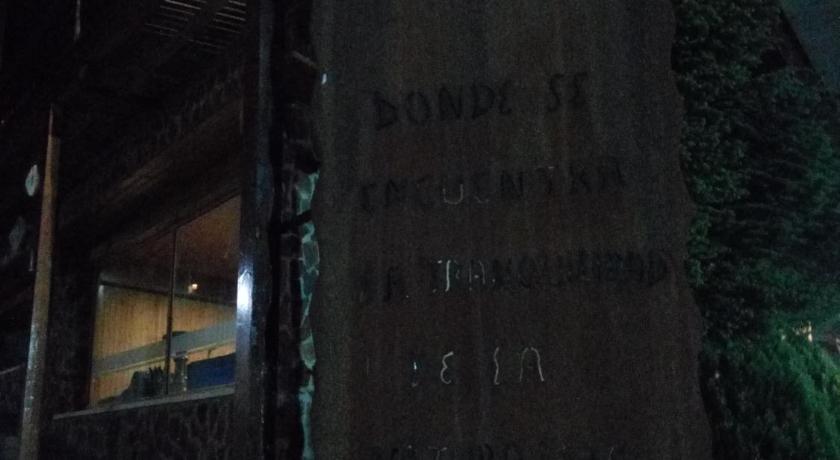 DONDE SE
ENCUENTRA
LA TRANQUILIDAD
DE LA